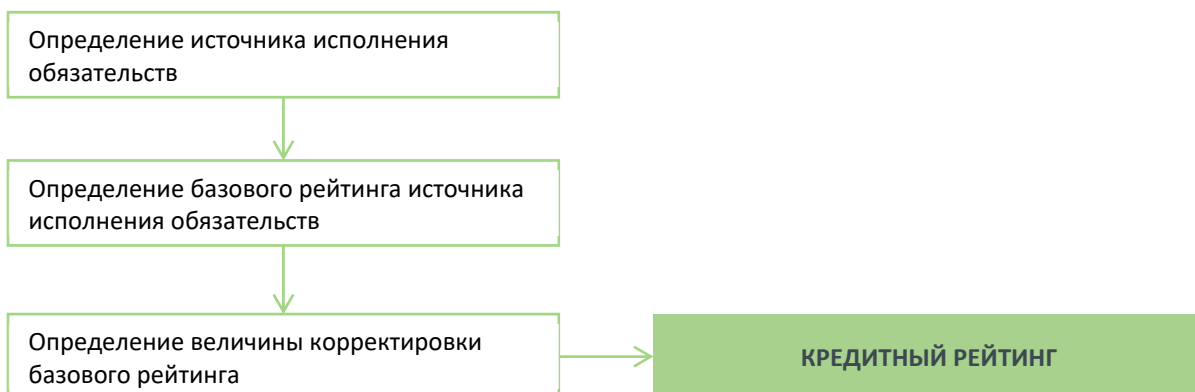 Определение источника исполнения
обязательств
Определение базового рейтинга источника
исполнения обязательств
Определение величины корректировки
базового рейтинга
КРЕДИТНЫЙ РЕЙТИНГ